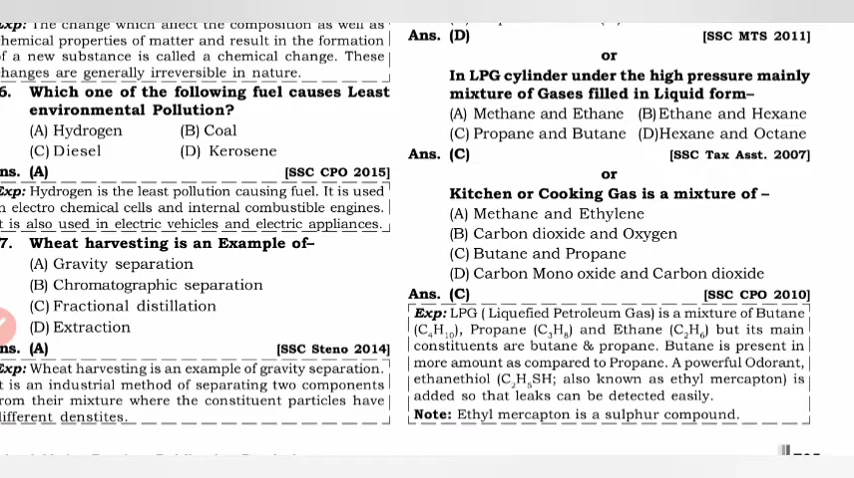 Exp: The change which affect the composition as well as
hemical properties of matter and result in the formation
f a new substance is called a chemical change. These
hanges are generally irreversible in nature.
6. Which one of the following fuel causes Least
environmental Pollution?
(A) Hydrogen (B) Coal
(C) Diesel (D) Kerosene
ns. (A) [SSC CPO 2015]
Exp: Hydrogen is the least pollution causing fuel. It is used
n electro chemical cells and internal combustible engines.
t is also used in electric vehicles and electric appliances.
7. Wheat harvesting is an Example of–
(A) Gravity separation
(B) Chromatographic separation
(C) Fractional distillation
(D) Extraction
ns. (A) [SSC Steno 2014]
Exp: Wheat harvesting is an example of gravity separation.
t is an industrial method of separating two components
rom their mixture where the constituent particles have
ifferent denstites.
Ans. (D) [SSC MTS 2011]
or
In LPG cylinder under the high pressure mainly
mixture of Gases filled in Liquid form–
(A) Methane and Ethane (B) Ethane and Hexane
(C) Propane and Butane (D)Hexane and Octane
Ans. (C) [SSC Tax Asst. 2007]
or
Kitchen or Cooking Gas is a mixture of –
(A) Methane and Ethylene
(B) Carbon dioxide and Oxygen
(C) Butane and Propane
(D) Carbon Mono oxide and Carbon dioxide
Ans. (C) [SSC CPO 2010]
Exp: LPG ( Liquefied Petroleum Gas) is a mixture of Butane
(C₄H₁₀), Propane (C₃H₈) and Ethane (C₂H₆) but its main
constituents are butane & propane. Butane is present in
more amount as compared to Propane. A powerful Odorant,
ethanethiol (C₂H₅SH; also known as ethyl mercapton) is
added so that leaks can be detected easily.
Note: Ethyl mercapton is a sulphur compound.